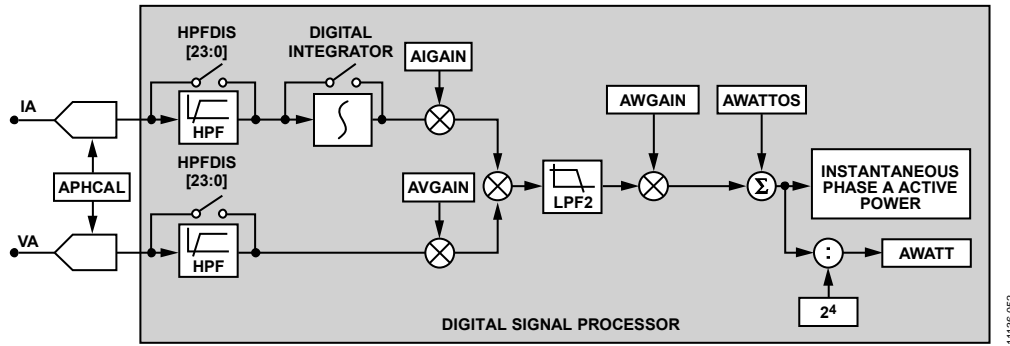 HPFDIS
[23:0]
DIGITAL
INTEGRATOR
AIGAIN
IA
HPF
AWGAIN
AWATTOS
APHCAL
HPFDIS
[23:0]
AVGAIN
LPF2
Σ
INSTANTANEOUS
PHASE A ACTIVE
POWER
VA
HPF
:
AWATT
2⁴
DIGITAL SIGNAL PROCESSOR